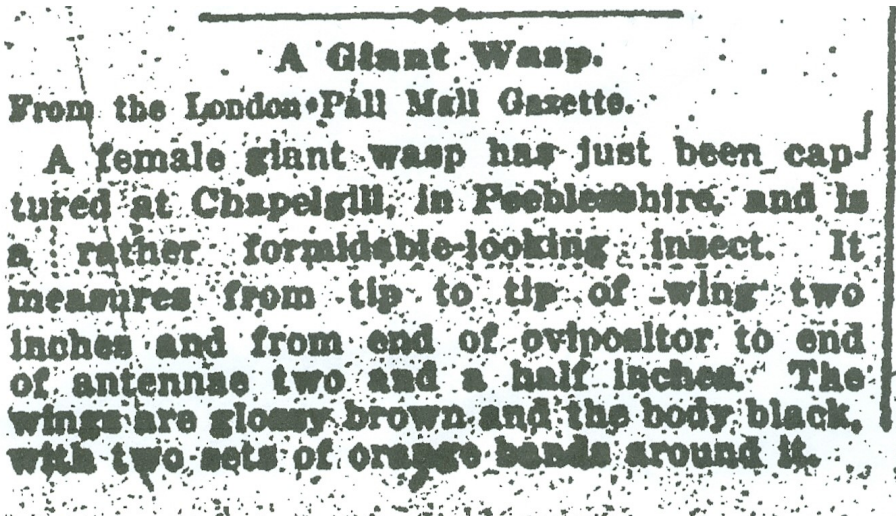 A Giant Wasp.
From the London Pall Mall Gazette.
A female giant wasp has just been cap-
tured at Chapelgill, in Peeblesshire, and is
a rather formidable-looking insect. It
measures from tip to tip of wing two
inches and from end of ovipositor to end
of antennae two and a half inches. The
wings are glossy brown and the body black,
with two sets of orange bands around it.